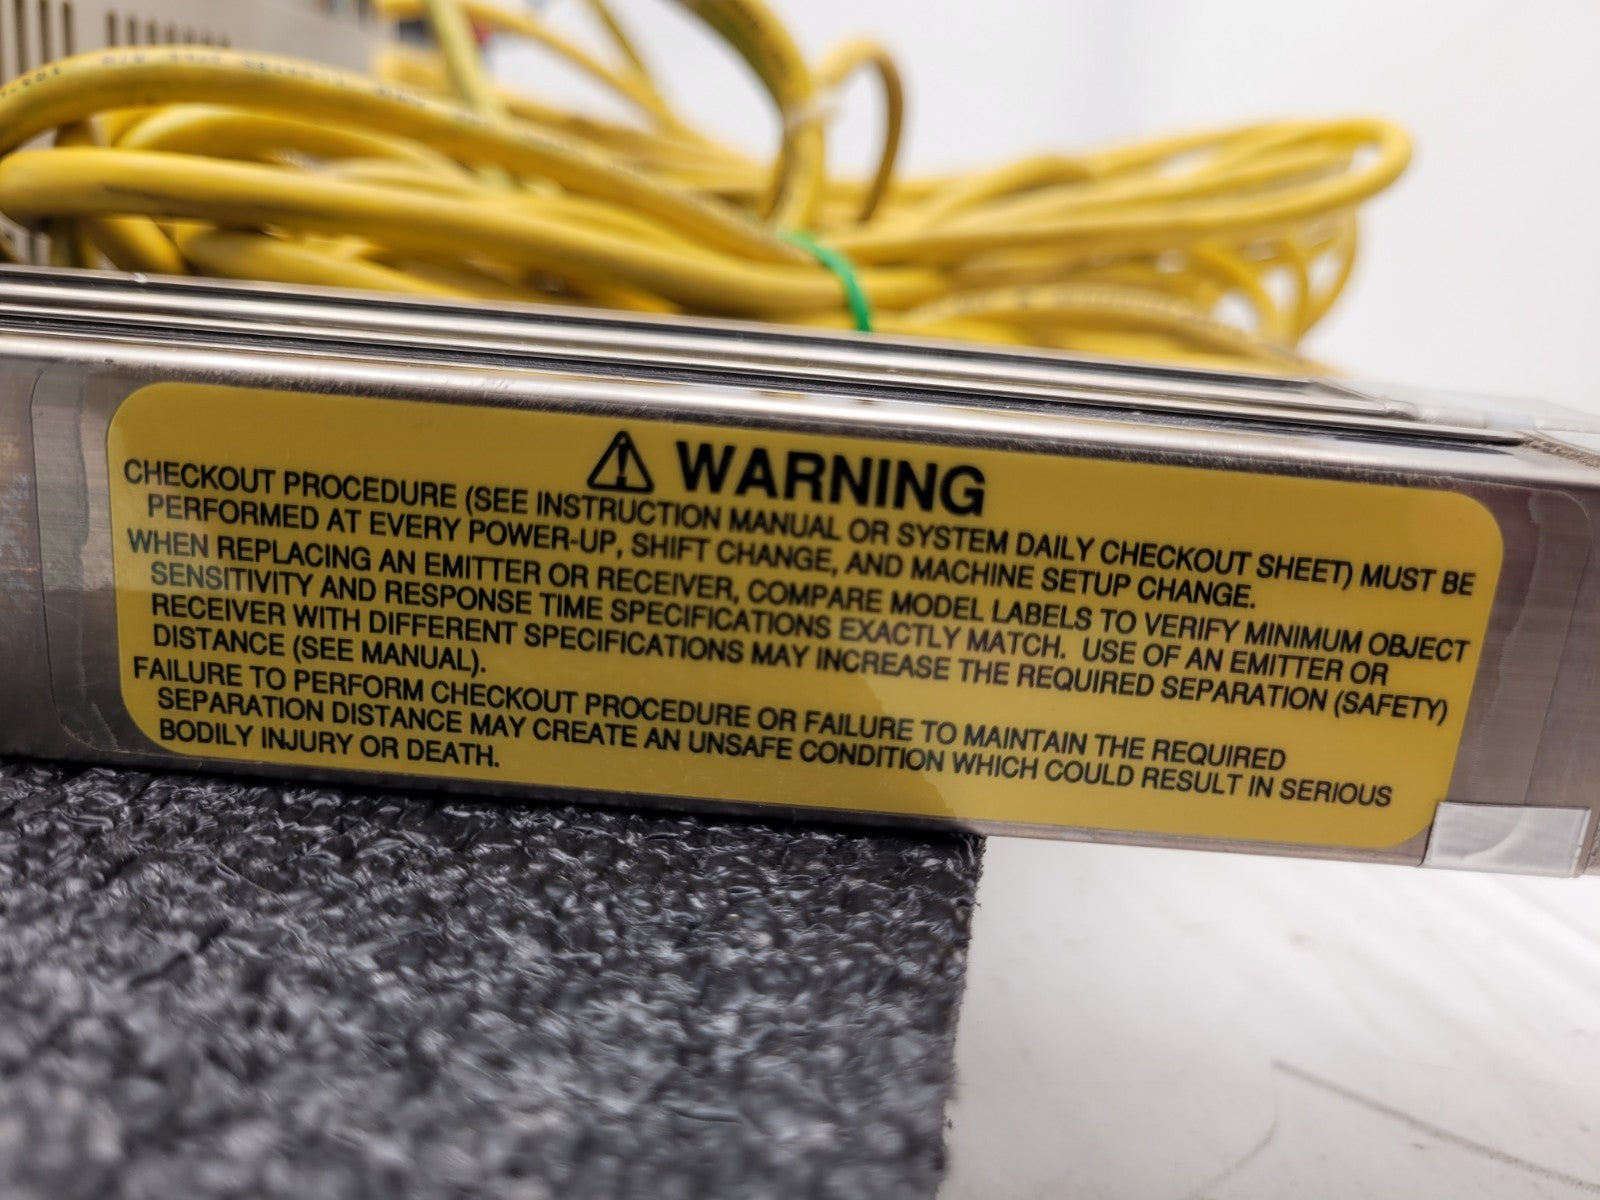 WARNING
CHECKOUT PROCEDURE (SEE INSTRUCTION MANUAL OR SYSTEM DAILY CHECKOUT SHEET) MUST BE
PERFORMED AT EVERY POWER-UP, SHIFT CHANGE, AND MACHINE SETUP CHANGE.
WHEN REPLACING AN EMITTER OR RECEIVER, COMPARE MODEL LABELS TO VERIFY MINIMUM OBJECT
SENSITIVITY AND RESPONSE TIME SPECIFICATIONS EXACTLY MATCH. USE OF AN EMITTER OR
RECEIVER WITH DIFFERENT SPECIFICATIONS MAY INCREASE THE REQUIRED SEPARATION (SAFETY)
DISTANCE (SEE MANUAL).
FAILURE TO PERFORM CHECKOUT PROCEDURE OR FAILURE TO MAINTAIN THE REQUIRED
SEPARATION DISTANCE MAY CREATE AN UNSAFE CONDITION WHICH COULD RESULT IN SERIOUS
BODILY INJURY OR DEATH.